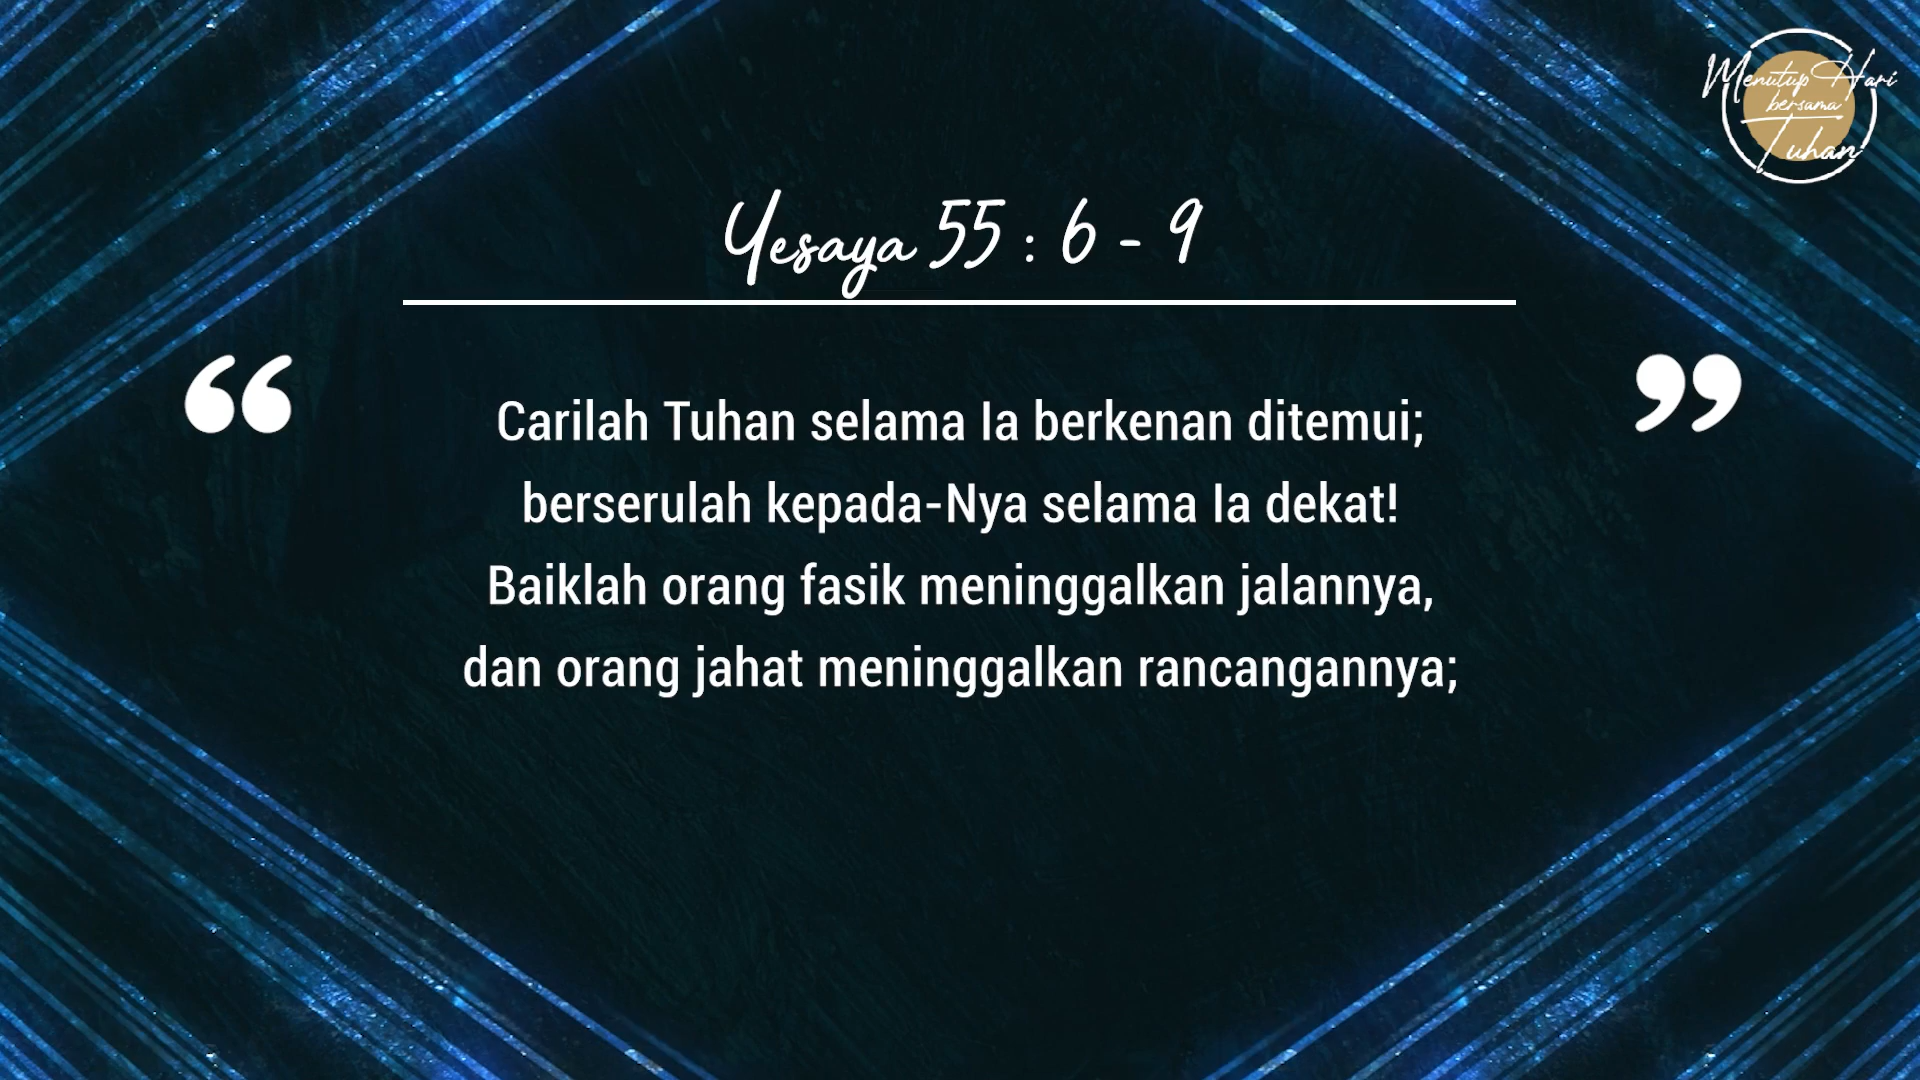 Menutup Hari
bersama
Tuhan
Yesaya 55 : 6 - 9
“ ”
Carilah Tuhan selama Ia berkenan ditemui;
berserulah kepada-Nya selama Ia dekat!
Baiklah orang fasik meninggalkan jalannya,
dan orang jahat meninggalkan rancangannya;